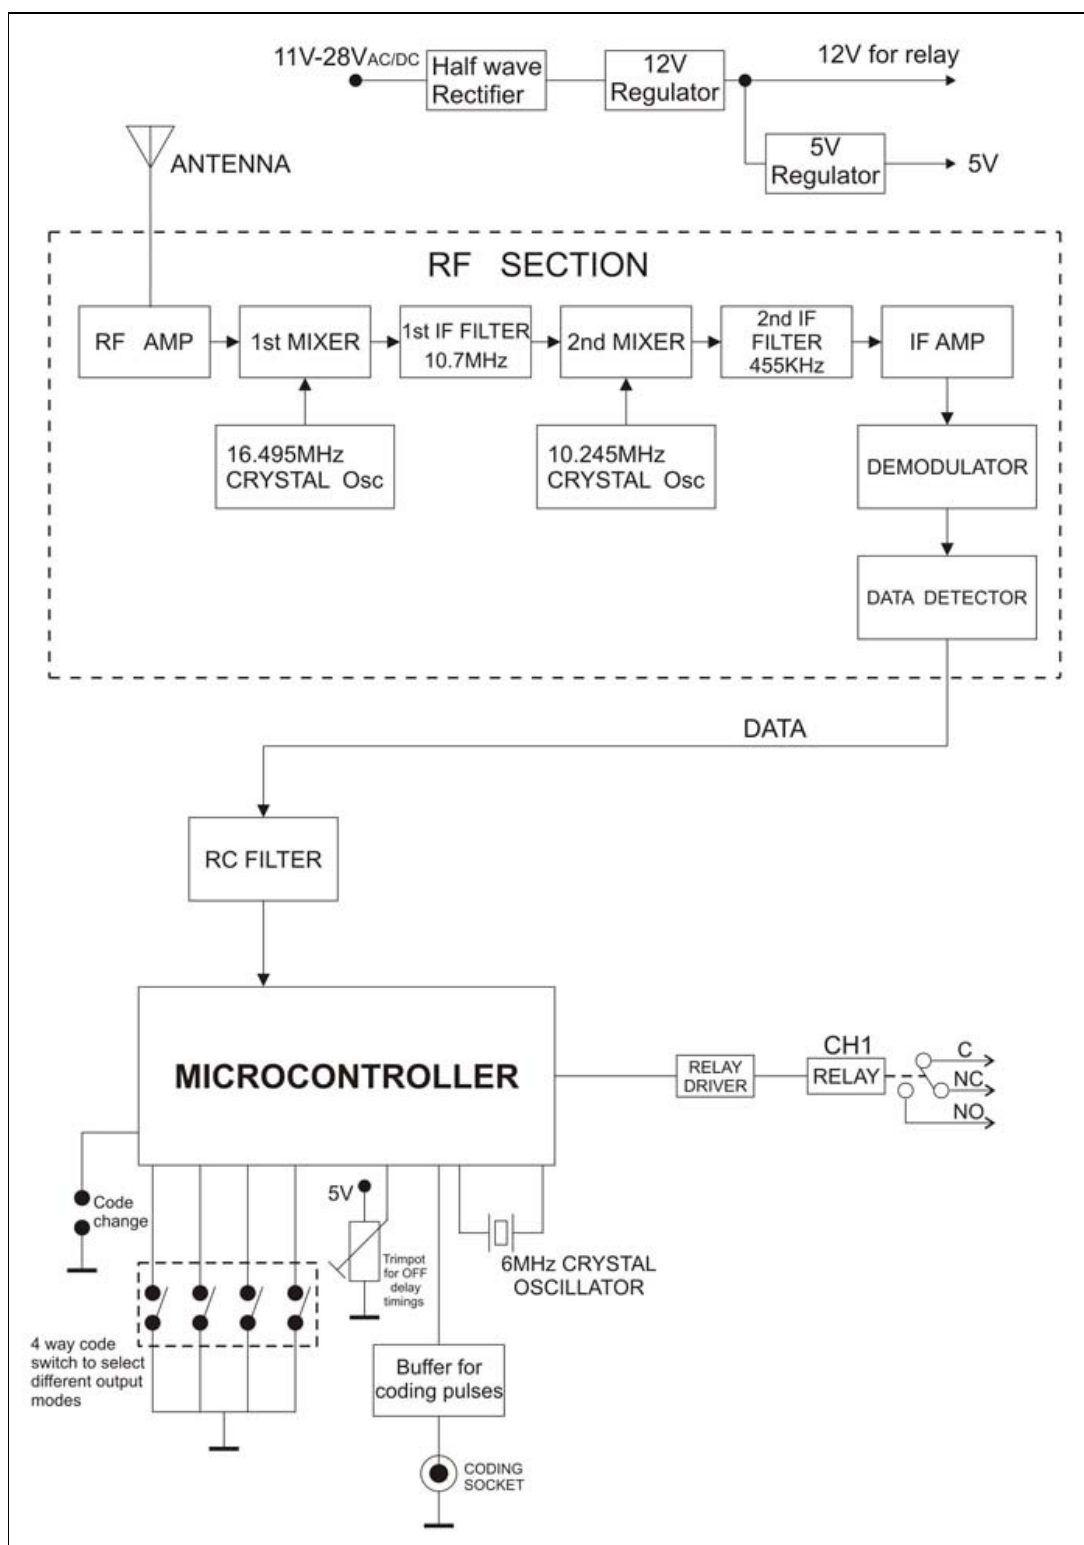 11V-28VAC/DC
Half wave
Rectifier
12V
Regulator
12V for relay
5V
Regulator
5V
ANTENNA
RF SECTION
RF AMP
1st MIXER
1st IF FILTER
10.7MHz
2nd MIXER
2nd IF
FILTER
455KHz
IF AMP
16.495MHz
CRYSTAL Osc
10.245MHz
CRYSTAL Osc
DEMODULATOR
DATA DETECTOR
DATA
RC FILTER
MICROCONTROLLER
RELAY
DRIVER
CH1
RELAY
C
NC
NO
Code
change
5V
Trimpot
for OFF
delay
timings
6MHz CRYSTAL
OSCILLATOR
4 way code
switch to select
different output
modes
Buffer for
coding pulses
CODING
SOCKET